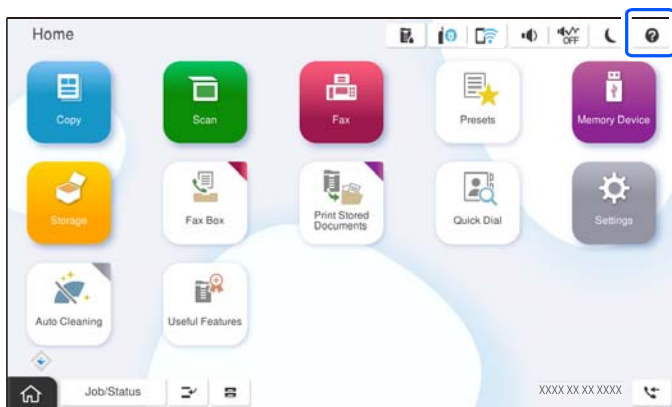 Home
OFF
?
Copy
Scan
Fax
Presets
Memory Device
Storage
Fax Box
Print Stored
Documents
Quick Dial
Settings
Auto Cleaning
Useful Features
Job/Status
XXXX XX XX XXXX